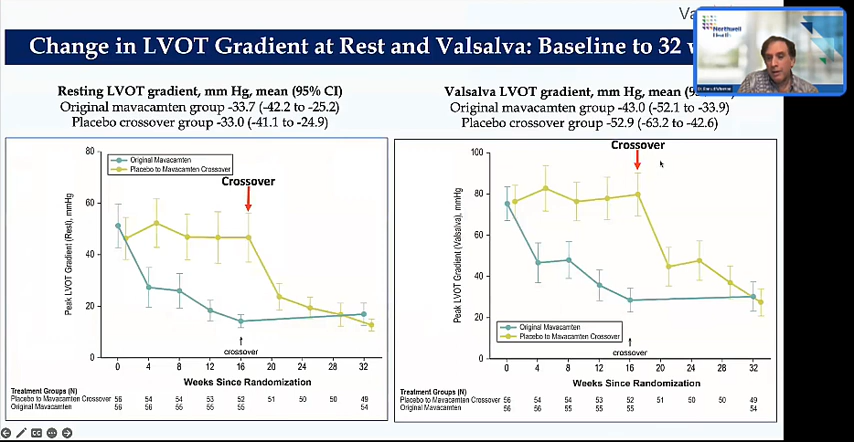 Change in LVOT Gradient at Rest and Valsalva: Baseline to 32 w
Northwell
Health
Resting LVOT gradient, mm Hg, mean (95% CI)
Original mavacamten group -33.7 (-42.2 to -25.2)
Placebo crossover group -33.0 (-41.1 to -24.9)
Valsalva LVOT gradient, mm Hg, mean (9
Original mavacamten group -43.0 (-52.1 to -33.9)
Placebo crossover group -52.9 (-63.2 to -42.6)
Original Mavacamten
Placebo to Mavacamten Crossover
Crossover
Peak LVOT Gradient (Rest), mmHg
80
60
40
20
0
crossover
0 4 8 12 16 20 24 28 32 36
Weeks Since Randomization
Treatment Groups (N)
Placebo to Mavacamten Crossover 56 54 54 53 52 51 50 50 49
Original Mavacamten 56 56 55 55 55 54
Crossover
Peak LVOT Gradient (Valsalva), mmHg
100
80
60
40
20
0
Original Mavacamten
Placebo to Mavacamten Crossover
crossover
0 4 8 12 16 20 24 28 32 36
Weeks Since Randomization
Treatment Groups (N)
Placebo to Mavacamten Crossover 56 54 54 53 52 51 50 50 49
Original Mavacamten 56 56 55 55 55 54